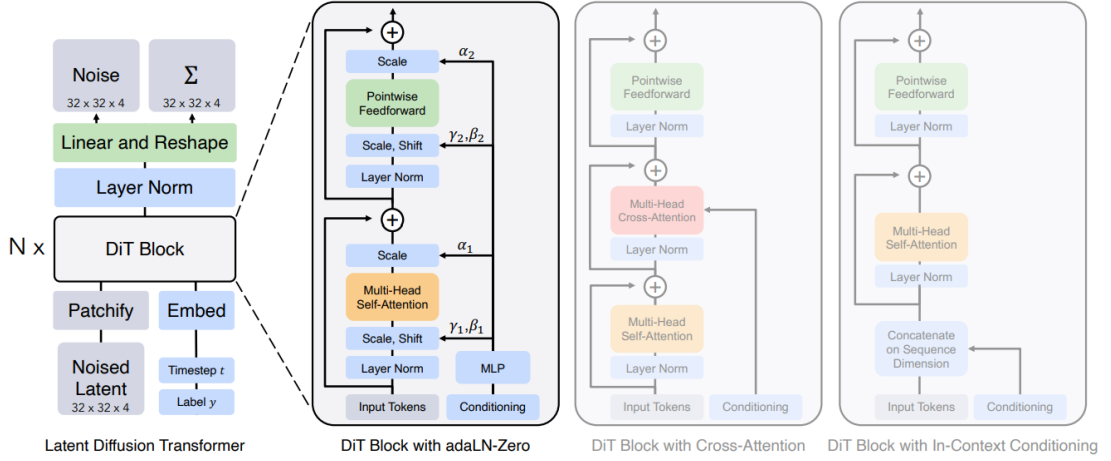 Noise
32 x 32 x 4
Σ
32 x 32 x 4
Linear and Reshape
Layer Norm
N x
DiT Block
Patchify
Embed
Noised
Latent
32 x 32 x 4
Timestep t
Label y
Latent Diffusion Transformer
α₂
Scale
Pointwise
Feedforward
γ₂,β₂
Scale, Shift
Layer Norm
α₁
Scale
Multi-Head
Self-Attention
γ₁,β₁
Scale, Shift
Layer Norm
MLP
Input Tokens
Conditioning
DiT Block with adaLN-Zero
Pointwise
Feedforward
Layer Norm
Multi-Head
Cross-Attention
Layer Norm
Multi-Head
Self-Attention
Layer Norm
Input Tokens
Conditioning
DiT Block with Cross-Attention
Pointwise
Feedforward
Layer Norm
Multi-Head
Self-Attention
Layer Norm
Concatenate
on Sequence
Dimension
Input Tokens
Conditioning
DiT Block with In-Context Conditioning